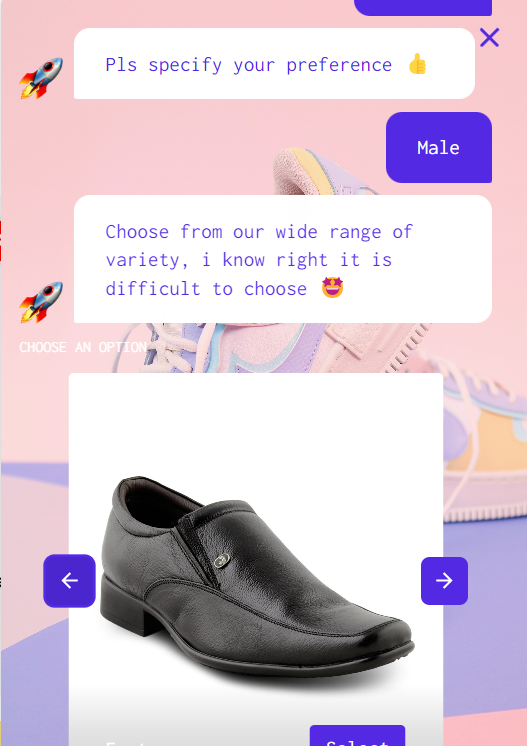 Pls specify your preference 👍
Male
Choose from our wide range of
variety, i know right it is
difficult to choose 🤩
CHOOSE AN OPTION
Select